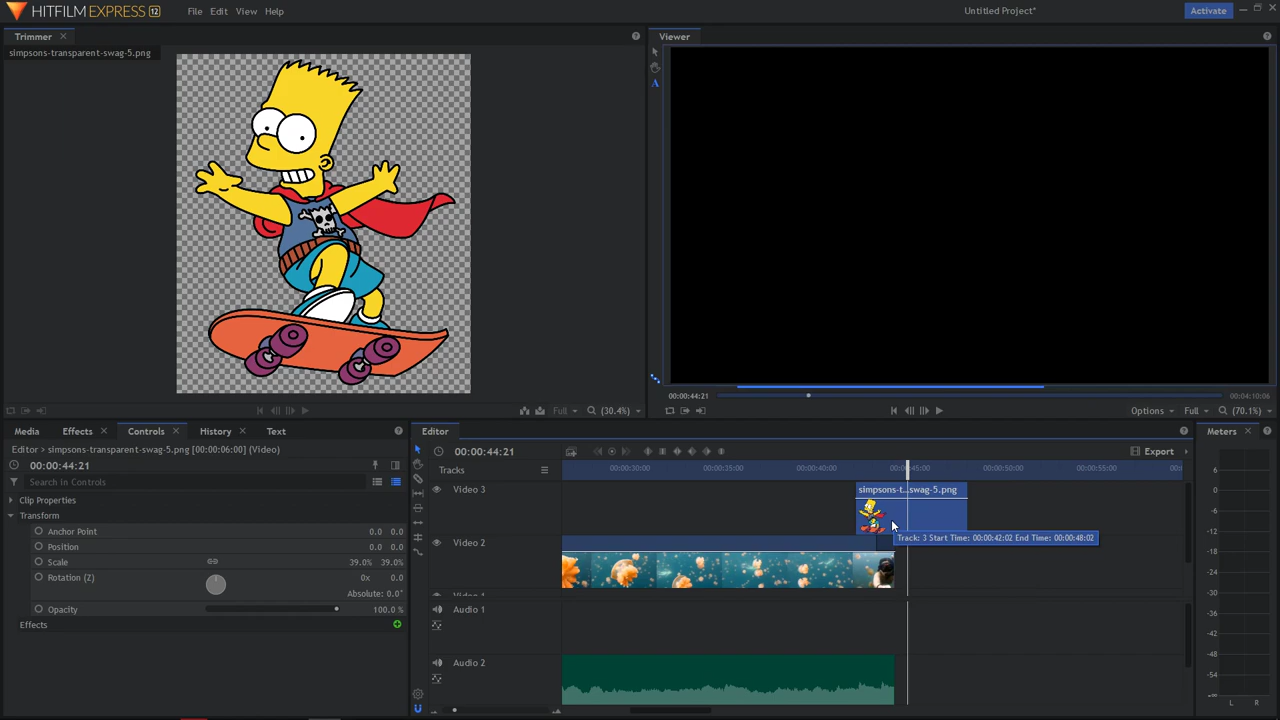 HITFILM EXPRESS 12 File Edit View Help Untitled Project* Activate
Trimmer Viewer
simpsons-transparent-swag-5.png
Full (30.4%)
00:00:44:21 00:04:10:06
Options Full (70.1%)
Media Effects Controls History Text
Editor > simpsons-transparent-swag-5.png [00:00:06:00] (Video)
00:00:44:21
Search in Controls
Clip Properties
Transform
Anchor Point 0.0 0.0
Position 0.0 0.0
Scale 39.0% 39.0%
Rotation (Z) 0x 0.0
Absolute: 0.0°
Opacity 100.0 %
Effects
Editor
00:00:44:21 Export
Tracks 00:00:30:00 00:00:35:00 00:00:40:00 00:00:50:00 00:00:55:00
Video 3 simpsons-t...swag-5.png
Track: 3 Start Time: 00:00:42:02 End Time: 00:00:48:02
Video 2
Audio 1
Audio 2
Meters
6
0
-6
-12
-18
-24
-30
-36
-42
-48
-54
-∞
L R